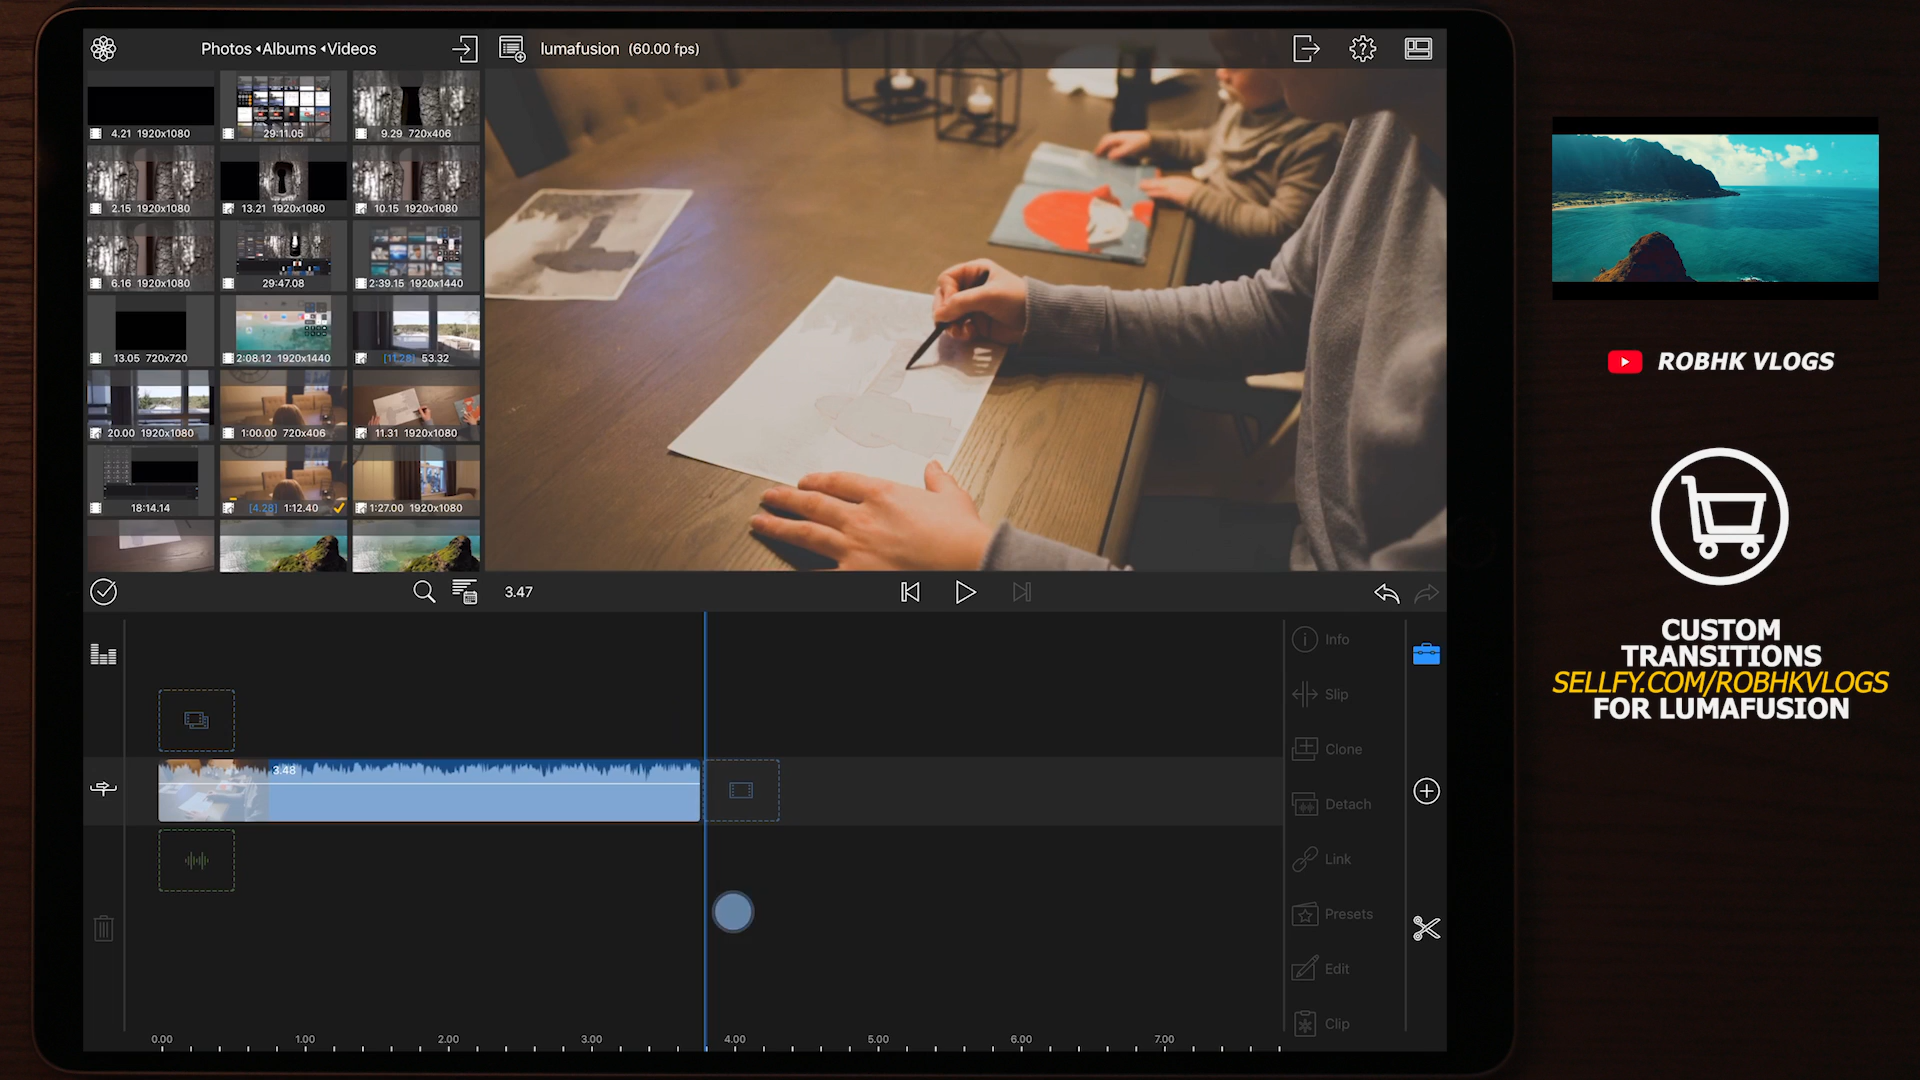 Photos Albums Videos
lumafusion (60.00 fps)
4.21 1920x1080
29:11.05
9.29 720x406
2.15 1920x1080
13.21 1920x1080
10.15 1920x1080
6.16 1920x1080
29:47.08
2:39.15 1920x1440
13.05 720x720
2:08.12 1920x1440
[11.28] 53.32
20.00 1920x1080
1:00.00 720x406
11.31 1920x1080
18:14.14
[4.28] 1:12.40
1:27.00 1920x1080
3.47
3.48
Info
Slip
Clone
Detach
Link
Presets
Edit
Clip
0.00 1.00 2.00 3.00 4.00 5.00 6.00 7.00
ROBHK VLOGS
CUSTOM
TRANSITIONS
SELLFY.COM/ROBHKVLOGS
FOR LUMAFUSION